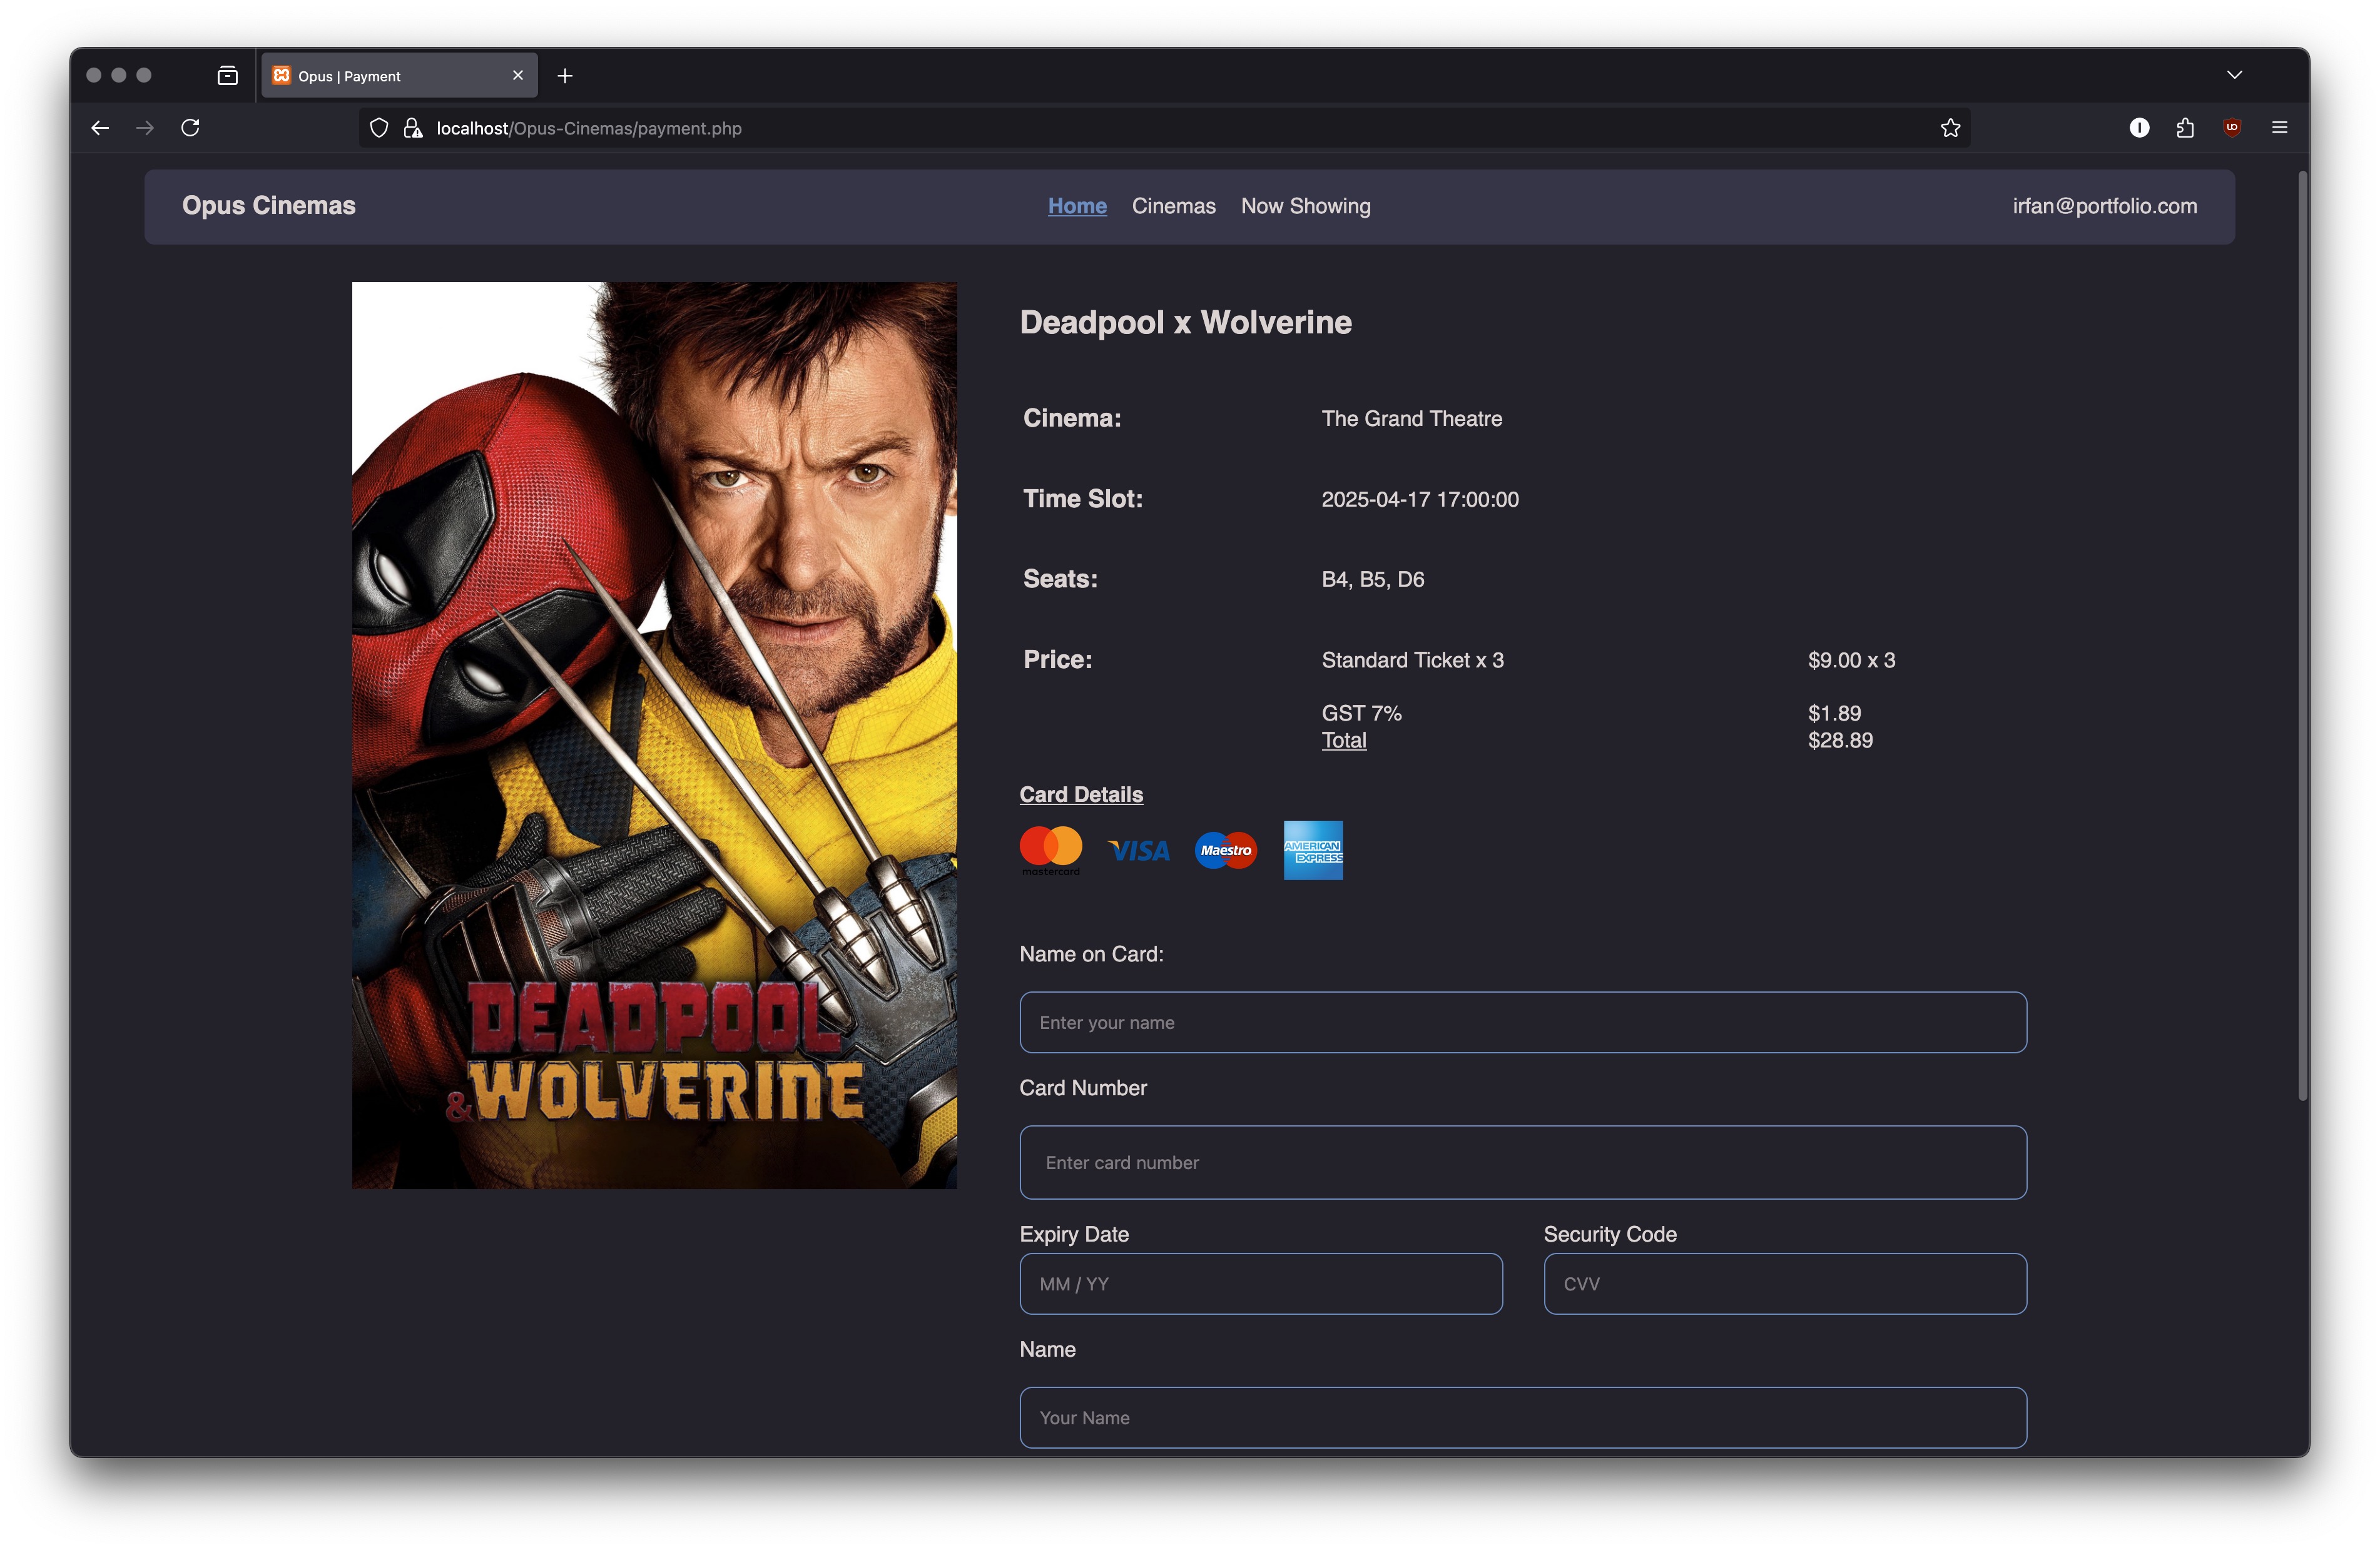 Opus | Payment
localhost/Opus-Cinemas/payment.php
Opus Cinemas
Home Cinemas Now Showing
irfan@portfolio.com
Deadpool x Wolverine
Cinema: The Grand Theatre
Time Slot: 2025-04-17 17:00:00
Seats: B4, B5, D6
Price: Standard Ticket x 3 $9.00 x 3
GST 7% $1.89
Total $28.89
Card Details
mastercard VISA Maestro AMERICAN EXPRESS
Name on Card:
Enter your name
Card Number
Enter card number
Expiry Date Security Code
MM / YY CVV
Name
Your Name
DEADPOOL
&WOLVERINE